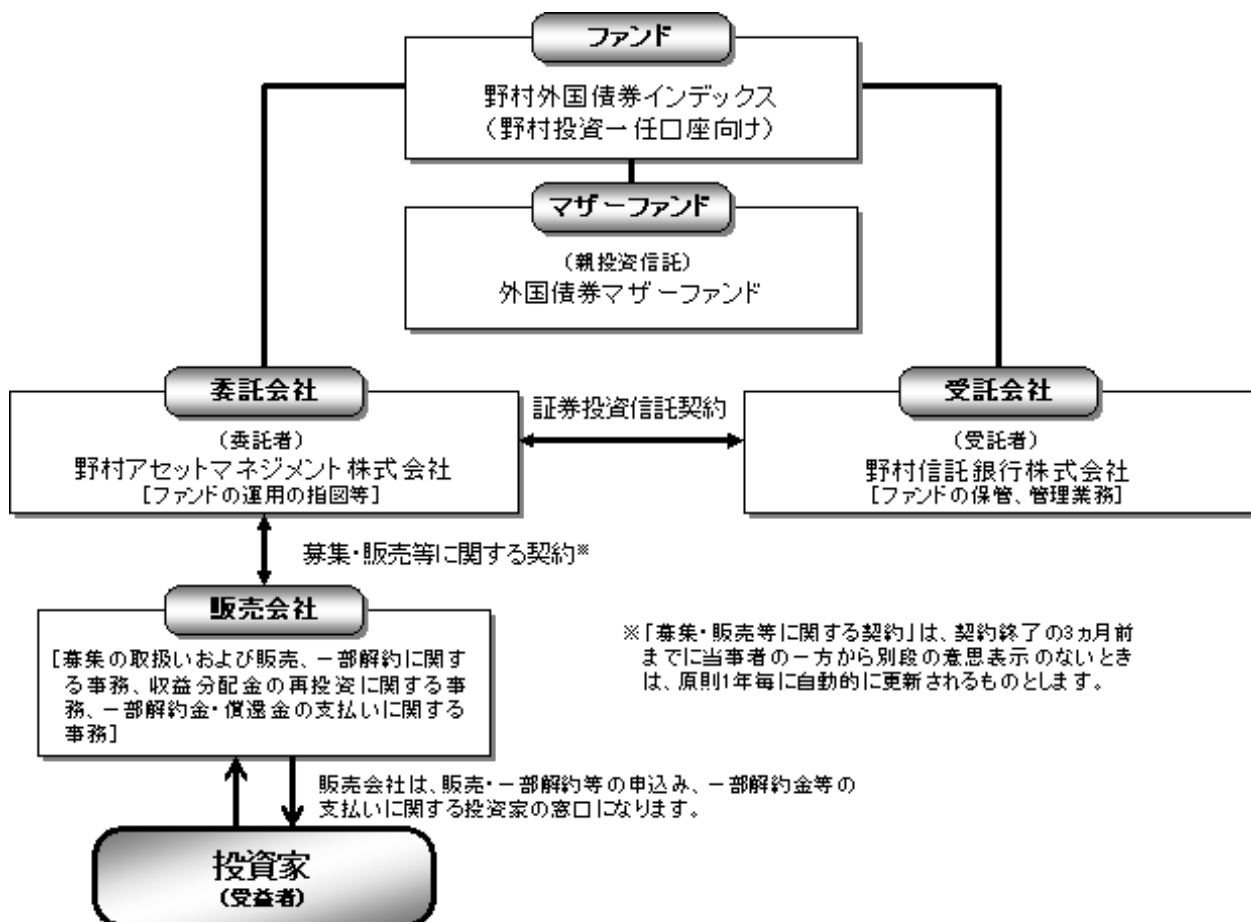 ファンド
野村外国債券インデックス
（野村投資一任口座向け）
マザーファンド
（親投資信託）
外国債券マザーファンド
委託会社
（委託者）
野村アセットマネジメント株式会社
［ファンドの運用の指図等］
証券投資信託契約
受託会社
（受託者）
野村信託銀行株式会社
［ファンドの保管、管理業務］
募集・販売等に関する契約※
販売会社
［募集の取扱いおよび販売、一部解約に関す
る事務、収益分配金の再投資に関する事
務、一部解約金・償還金の支払いに関する
事務］
※「募集・販売等に関する契約」は、契約終了の3ヵ月前
までに当事者の一方から別段の意思表示のないとき
は、原則1年毎に自動的に更新されるものとします。
販売会社は、販売・一部解約等の申込み、一部解約金等の
支払いに関する投資家の窓口になります。
投資家
（受益者）